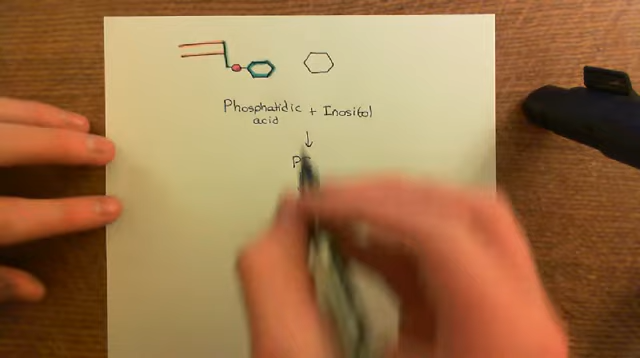 Phosphatidic + Inositol
acid
↓